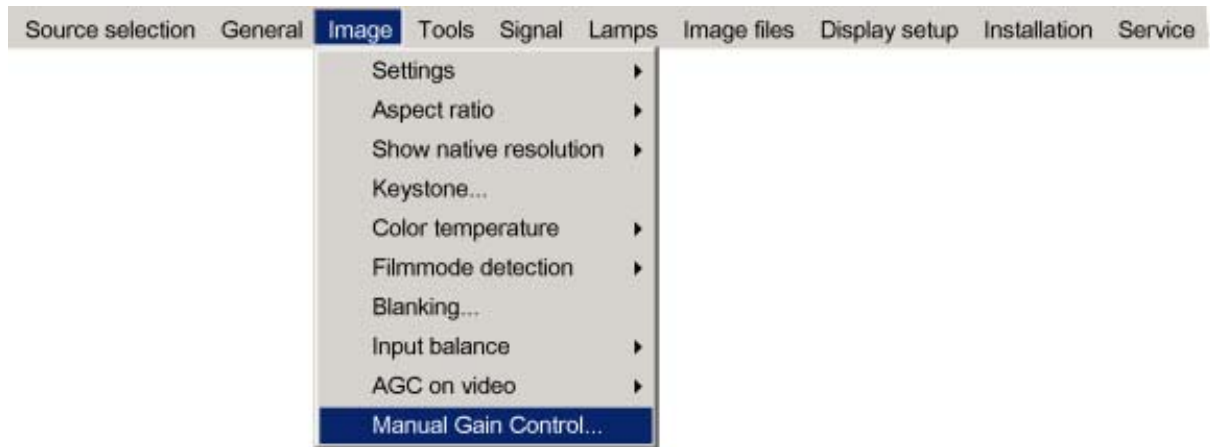 Source selection General Image Tools Signal Lamps Image files Display setup Installation Service
Settings
Aspect ratio
Show native resolution
Keystone...
Color temperature
Filmmode detection
Blanking...
Input balance
AGC on video
Manual Gain Control...